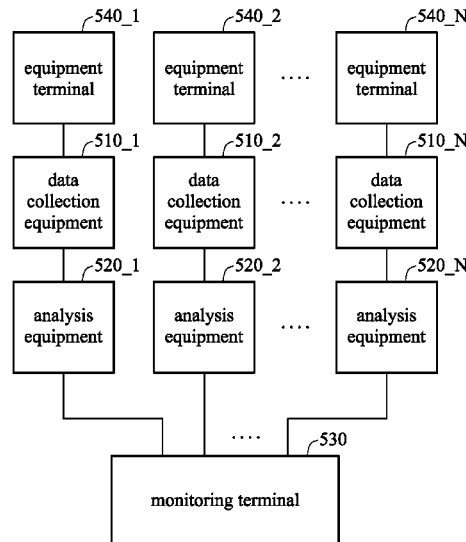 540_1 540_2 540_N
equipment terminal equipment terminal .... equipment terminal
510_1 510_2 510_N
data collection equipment data collection equipment .... data collection equipment
520_1 520_2 520_N
analysis equipment analysis equipment .... analysis equipment
.... 530
monitoring terminal